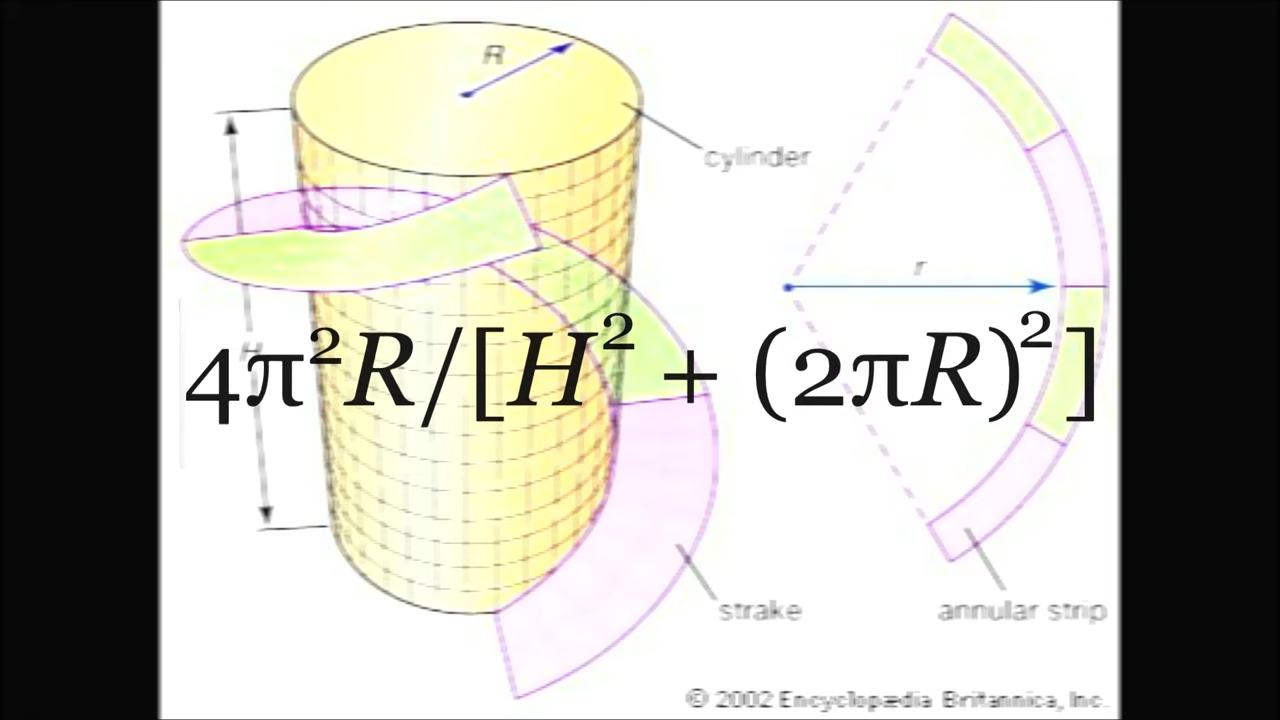 R
cylinder
r
H
4π²R/[H² + (2πR)²]
strake
annular strip
© 2002 Encyclopædia Britannica, Inc.